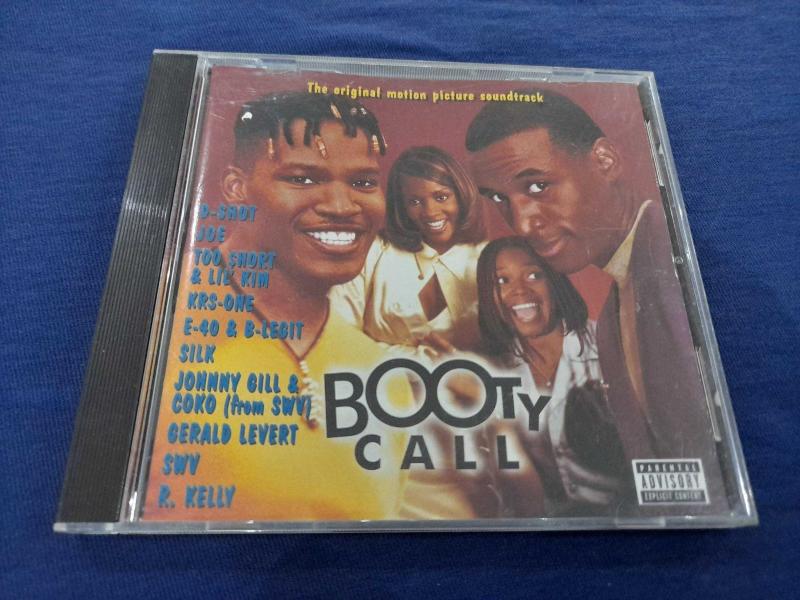 The original motion picture soundtrack
D-SHOT
JOE
TOO SHORT
& LIL' KIM
KRS-ONE
E-40 & B-LEGIT
SILK
JOHNNY GILL &
COKO (from SWV)
GERALD LEVERT
SWV
R. KELLY
BOOTY
CALL
PARENTAL
ADVISORY
EXPLICIT CONTENT